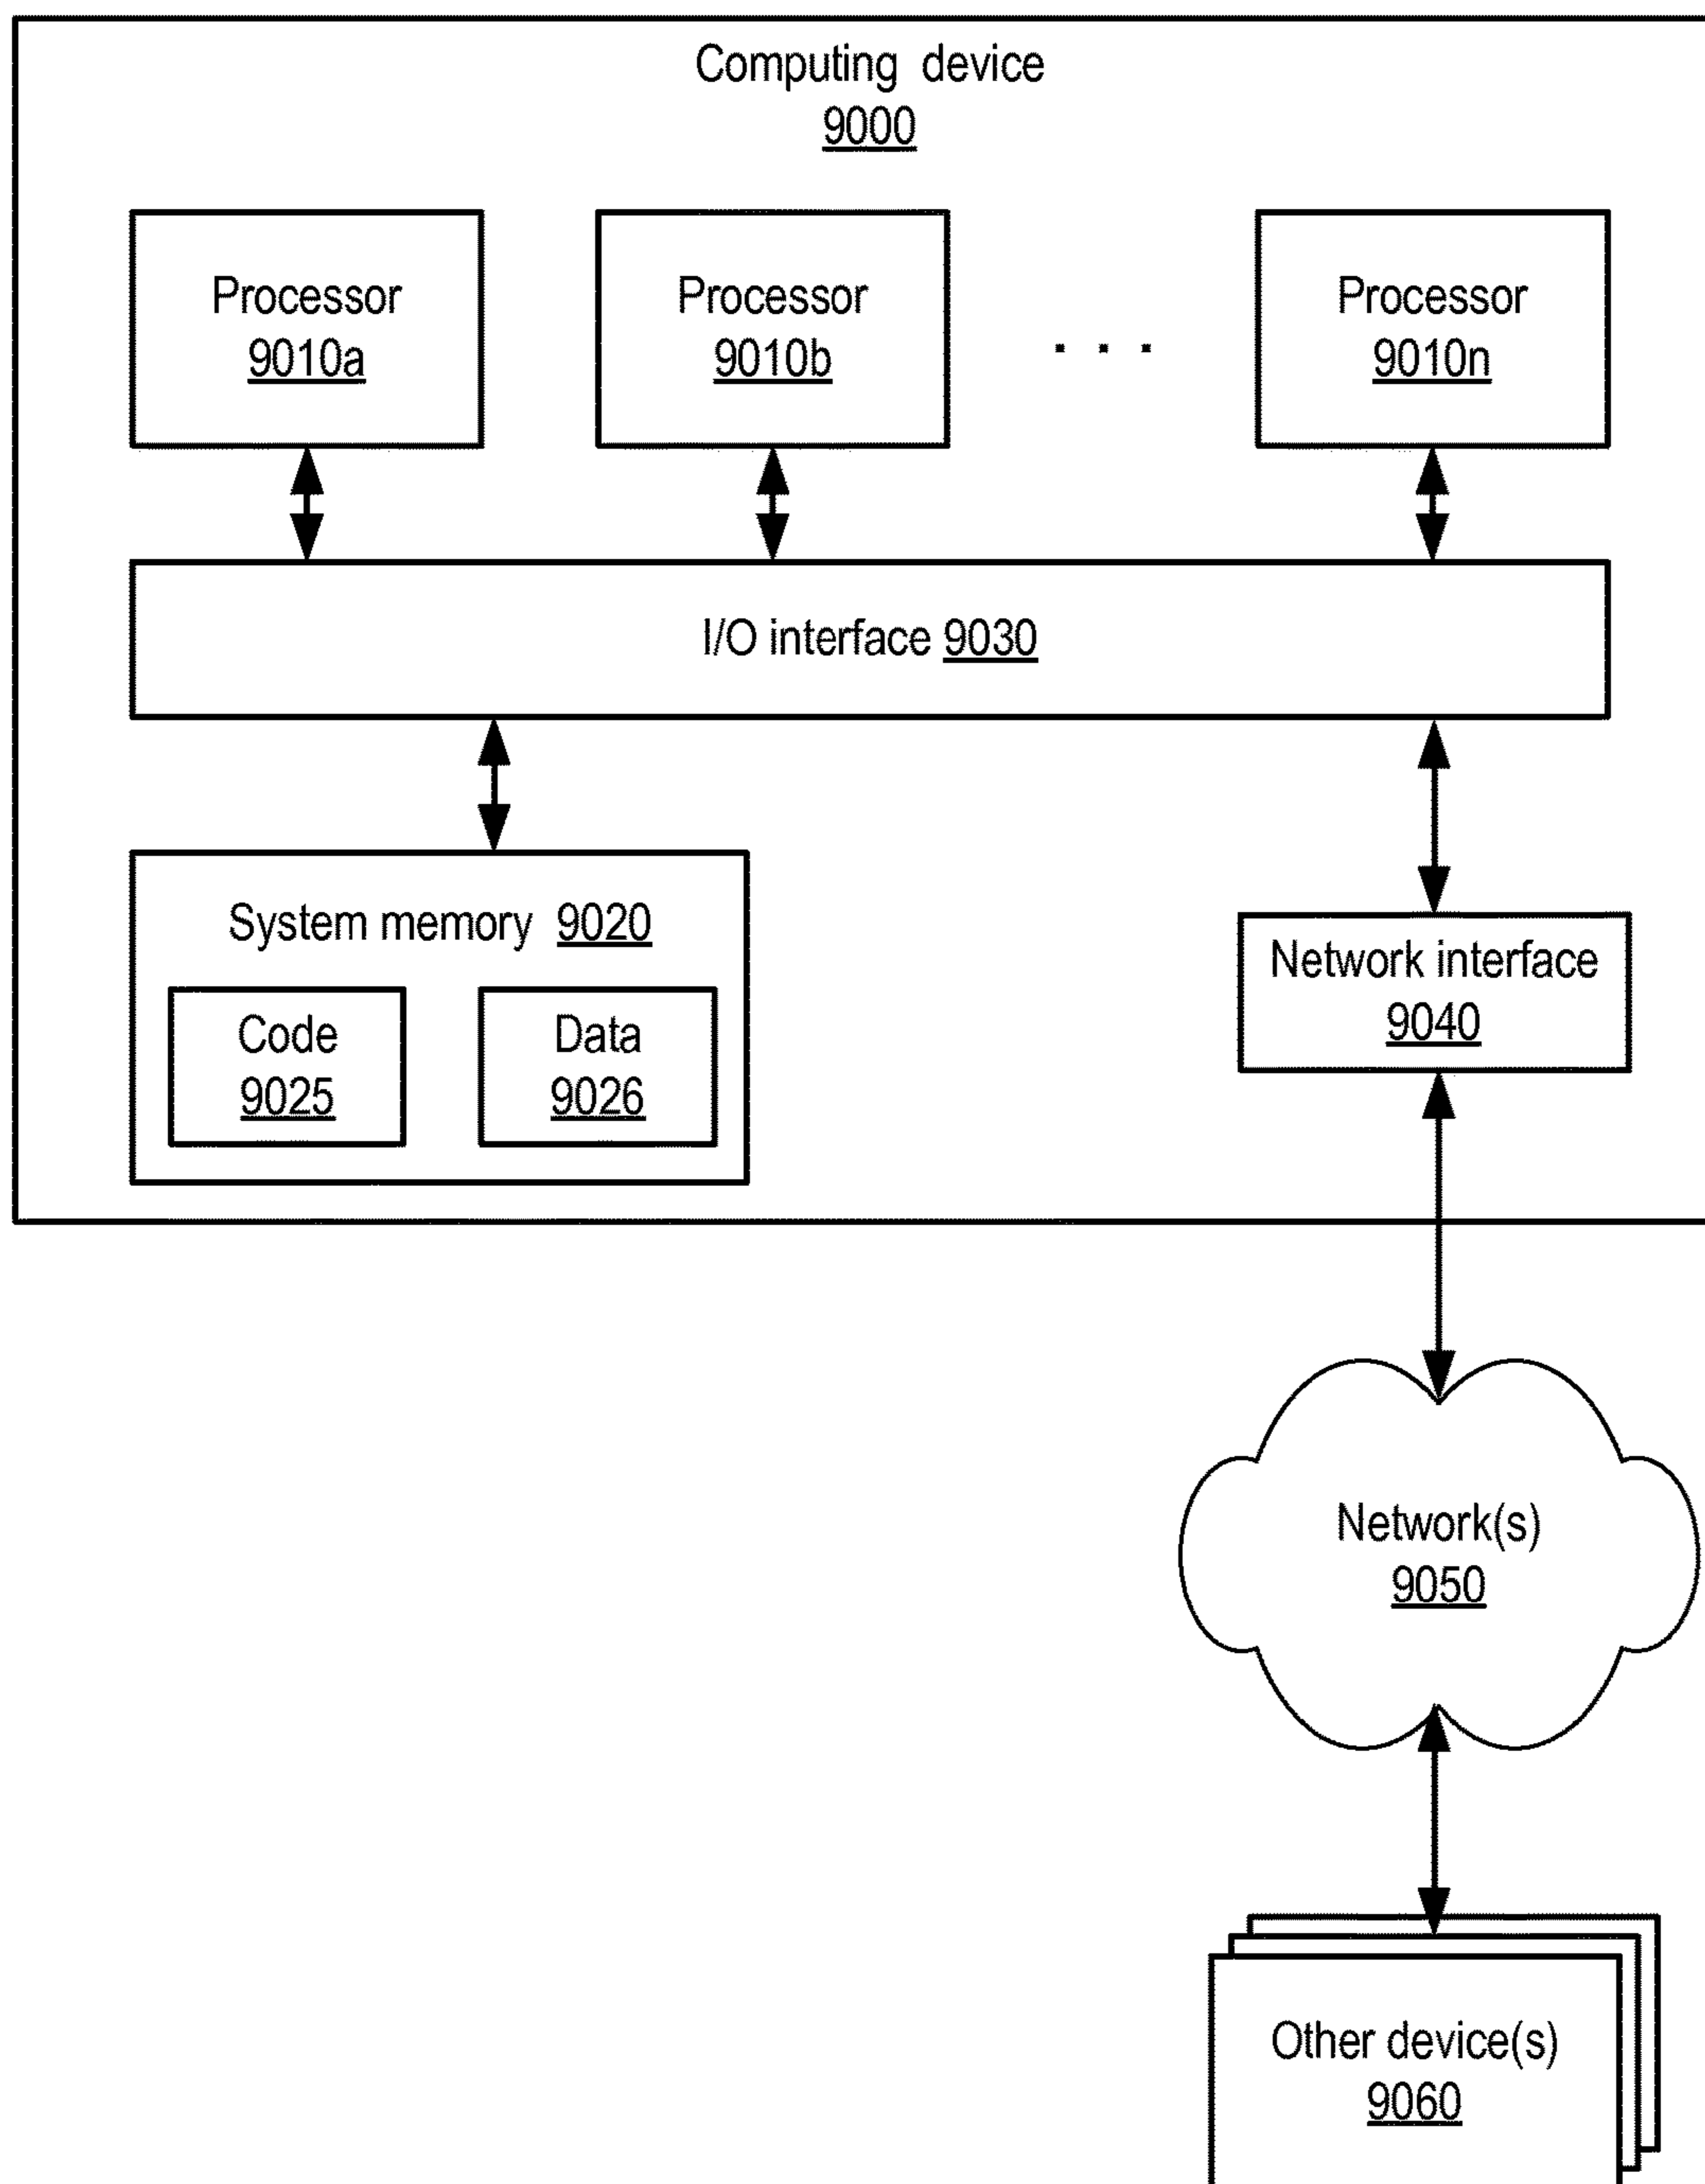 Computing device
9000
Processor
9010a
Processor
9010b
. . .
Processor
9010n
I/O interface 9030
System memory 9020
Code
9025
Data
9026
Network interface
9040
Network(s)
9050
Other device(s)
9060